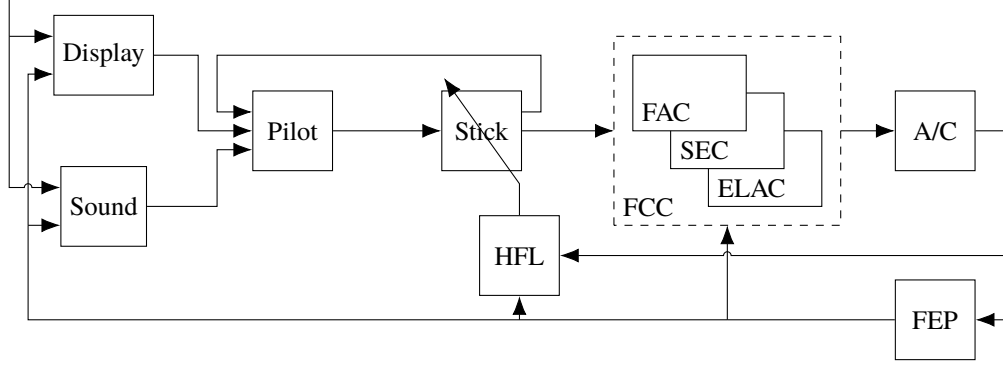 Display
Pilot
Stick
FAC
SEC
ELAC
FCC
A/C
Sound
HFL
FEP